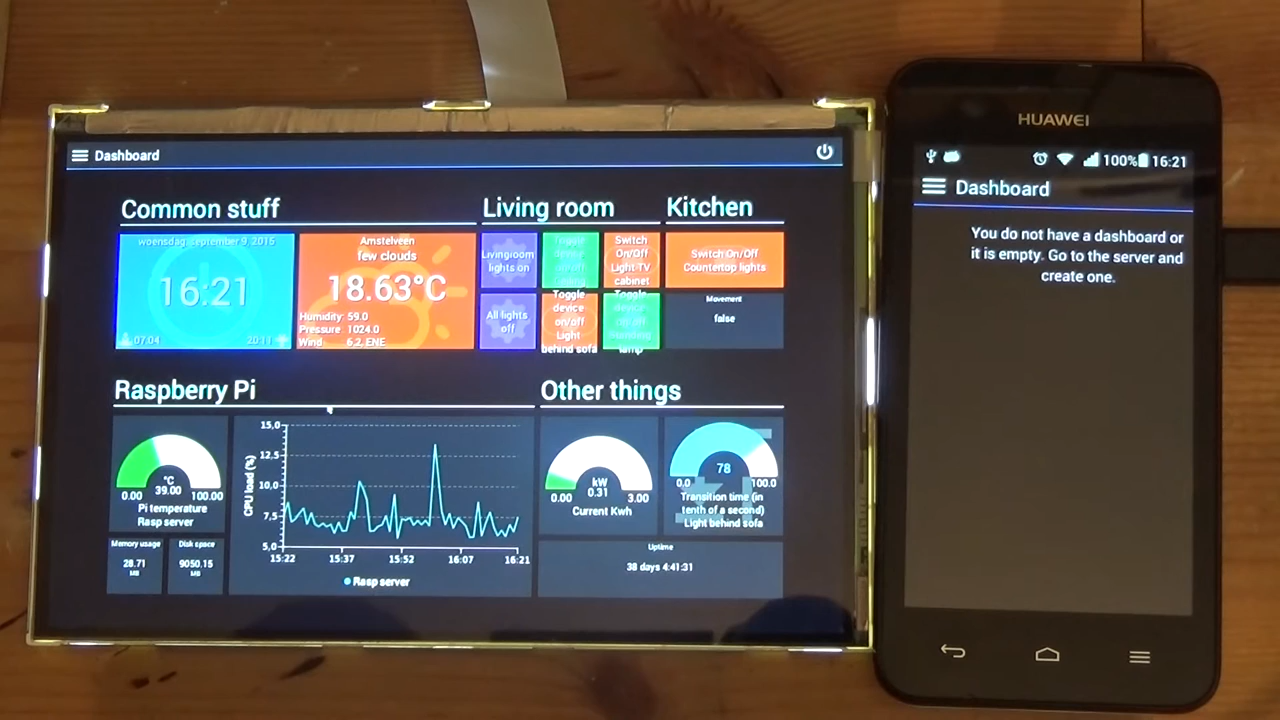 Dashboard
Common stuff
woensdag, september 9, 2015
16:21
07:04
20:11
Amstelveen
few clouds
18.63°C
Humidity: 59.0
Pressure: 1024.0
Wind 6.2, ENE
Living room
Livingroom
lights on
Toggle
device
on/off
Switch
On/Off
Light-TV
cabinet
All lights
off
Toggle
device
on/off
Light
behind sofa
Toggle
device
on/off
lamp
Kitchen
Switch On/Off
Countertop lights
Movement
false
Raspberry Pi
°C
39.00
0.00 100.00
Pi temperature
Rasp server
Memory usage
28.71
MB
Disk space
9050.15
MB
CPU load (%)
15,0
12,5
10,0
7,5
5,0
15:22 15:37 15:52 16:07 16:21
Rasp server
Other things
kW
0.31
0.00 3.00
Current Kwh
78
0.0 100.0
Transition time (in
tenth of a second)
Light behind sofa
Uptime
38 days 4:41:31
HUAWEI
100% 16:21
Dashboard
You do not have a dashboard or
it is empty. Go to the server and
create one.